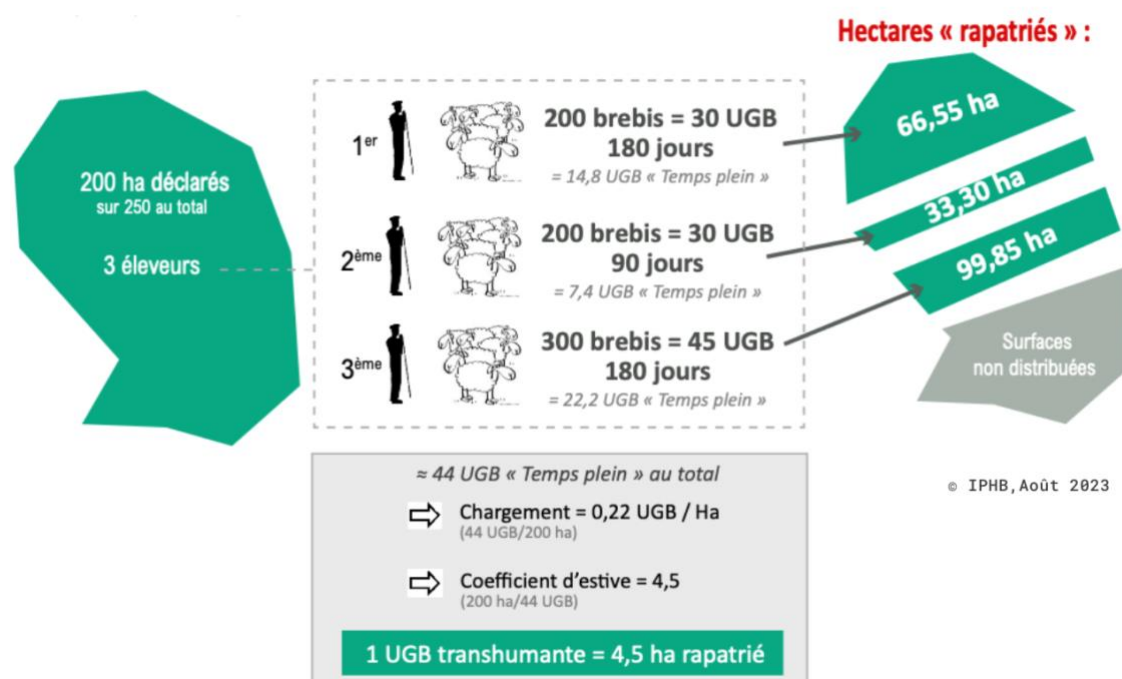 Hectares « rapatriés » :
200 ha déclarés
sur 250 au total
3 éleveurs
1er
200 brebis = 30 UGB
180 jours
= 14,8 UGB « Temps plein »
2ème
200 brebis = 30 UGB
90 jours
= 7,4 UGB « Temps plein »
3ème
300 brebis = 45 UGB
180 jours
= 22,2 UGB « Temps plein »
66,55 ha
33,30 ha
99,85 ha
Surfaces
non distribuées
≈ 44 UGB « Temps plein » au total
⇨ Chargement = 0,22 UGB / Ha
(44 UGB/200 ha)
⇨ Coefficient d'estive = 4,5
(200 ha/44 UGB)
1 UGB transhumante = 4,5 ha rapatrié
© IPHB,Août 2023